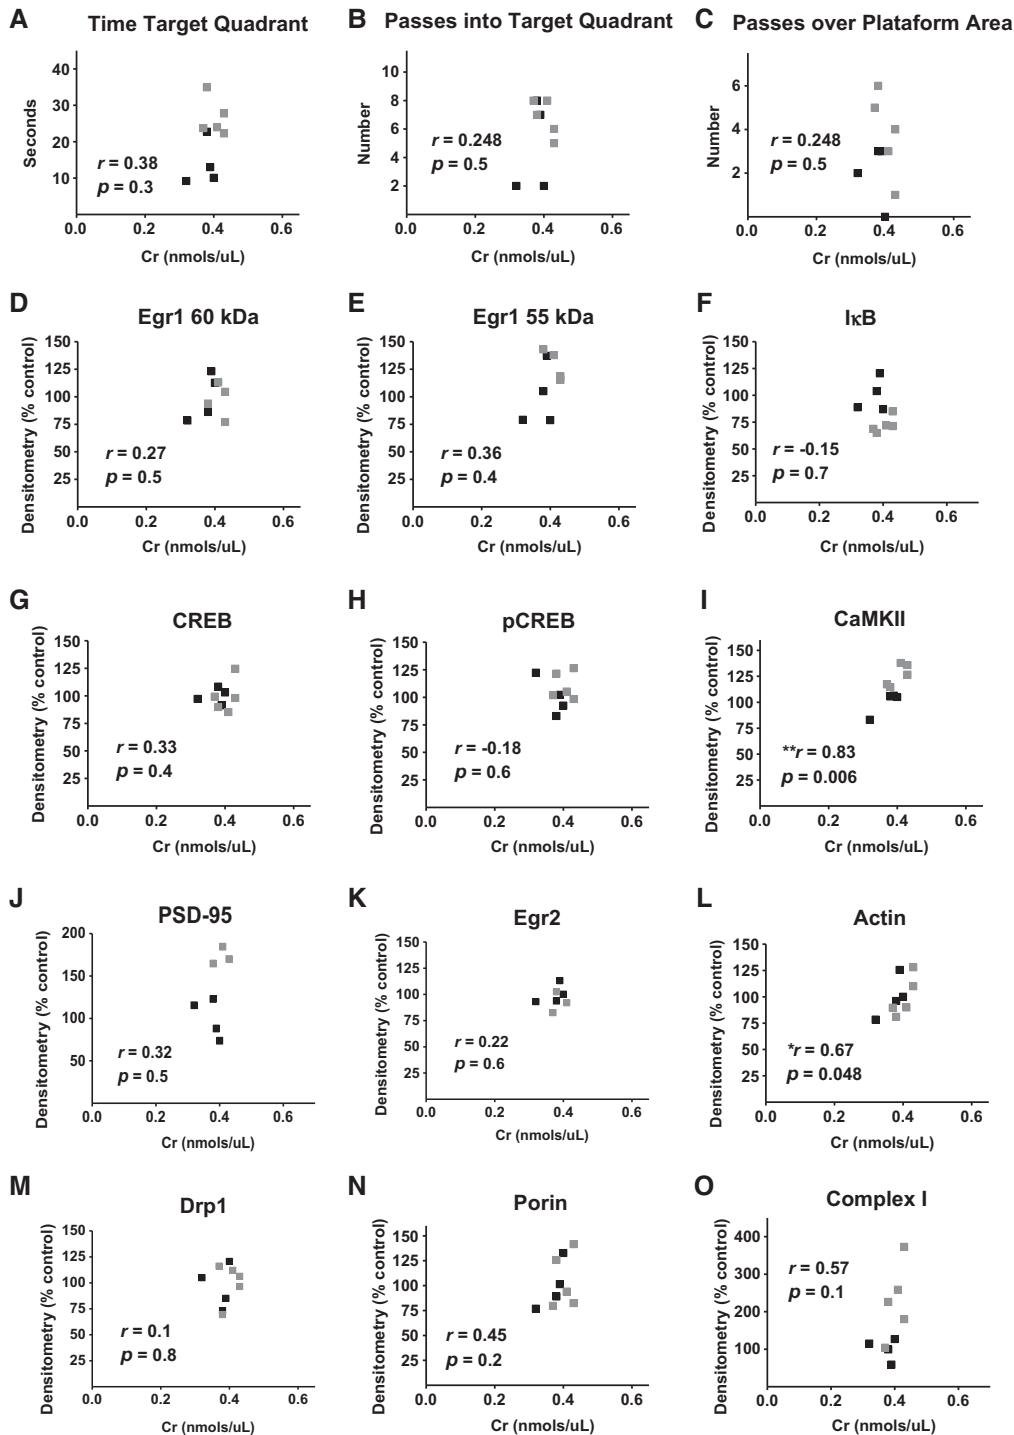 A Time Target Quadrant
Seconds
40
30
20
10
r = 0.38
p = 0.3
0.0 0.2 0.4 0.6
Cr (nmols/uL)
B Passes into Target Quadrant
Number
10
8
6
4
2
r = 0.248
p = 0.5
0.0 0.2 0.4 0.6
Cr (nmols/uL)
C Passes over Plataform Area
Number
6
4
2
r = 0.248
p = 0.5
0.0 0.2 0.4 0.6
Cr (nmols/uL)
D Egr1 60 kDa
Densitometry (% control)
150
125
100
75
50
25
r = 0.27
p = 0.5
0.0 0.2 0.4 0.6
Cr (nmols/uL)
E Egr1 55 kDa
Densitometry (% control)
150
125
100
75
50
25
r = 0.36
p = 0.4
0.0 0.2 0.4 0.6
Cr (nmols/uL)
F IκB
Densitometry (% control)
150
125
100
75
50
25
r = -0.15
p = 0.7
0.0 0.2 0.4 0.6
Cr (nmols/uL)
G CREB
Densitometry (% control)
150
125
100
75
50
25
r = 0.33
p = 0.4
0.0 0.2 0.4 0.6
Cr (nmols/uL)
H pCREB
Densitometry (% control)
150
125
100
75
50
25
r = -0.18
p = 0.6
0.0 0.2 0.4 0.6
Cr (nmols/uL)
I CaMKII
Densitometry (% control)
150
125
100
75
50
25
**r = 0.83
p = 0.006
0.0 0.2 0.4 0.6
Cr (nmols/uL)
J PSD-95
Densitometry (% control)
200
150
100
50
r = 0.32
p = 0.5
0.0 0.2 0.4 0.6
Cr (nmols/uL)
K Egr2
Densitometry (% control)
150
125
100
75
50
25
r = 0.22
p = 0.6
0.0 0.2 0.4 0.6
Cr (nmols/uL)
L Actin
Densitometry (% control)
150
125
100
75
50
25
*r = 0.67
p = 0.048
0.0 0.2 0.4 0.6
Cr (nmols/uL)
M Drp1
Densitometry (% control)
150
125
100
75
50
25
r = 0.1
p = 0.8
0.0 0.2 0.4 0.6
Cr (nmols/uL)
N Porin
Densitometry (% control)
150
125
100
75
50
25
r = 0.45
p = 0.2
0.0 0.2 0.4 0.6
Cr (nmols/uL)
O Complex I
Densitometry (% control)
400
300
200
100
r = 0.57
p = 0.1
0.0 0.2 0.4 0.6
Cr (nmols/uL)